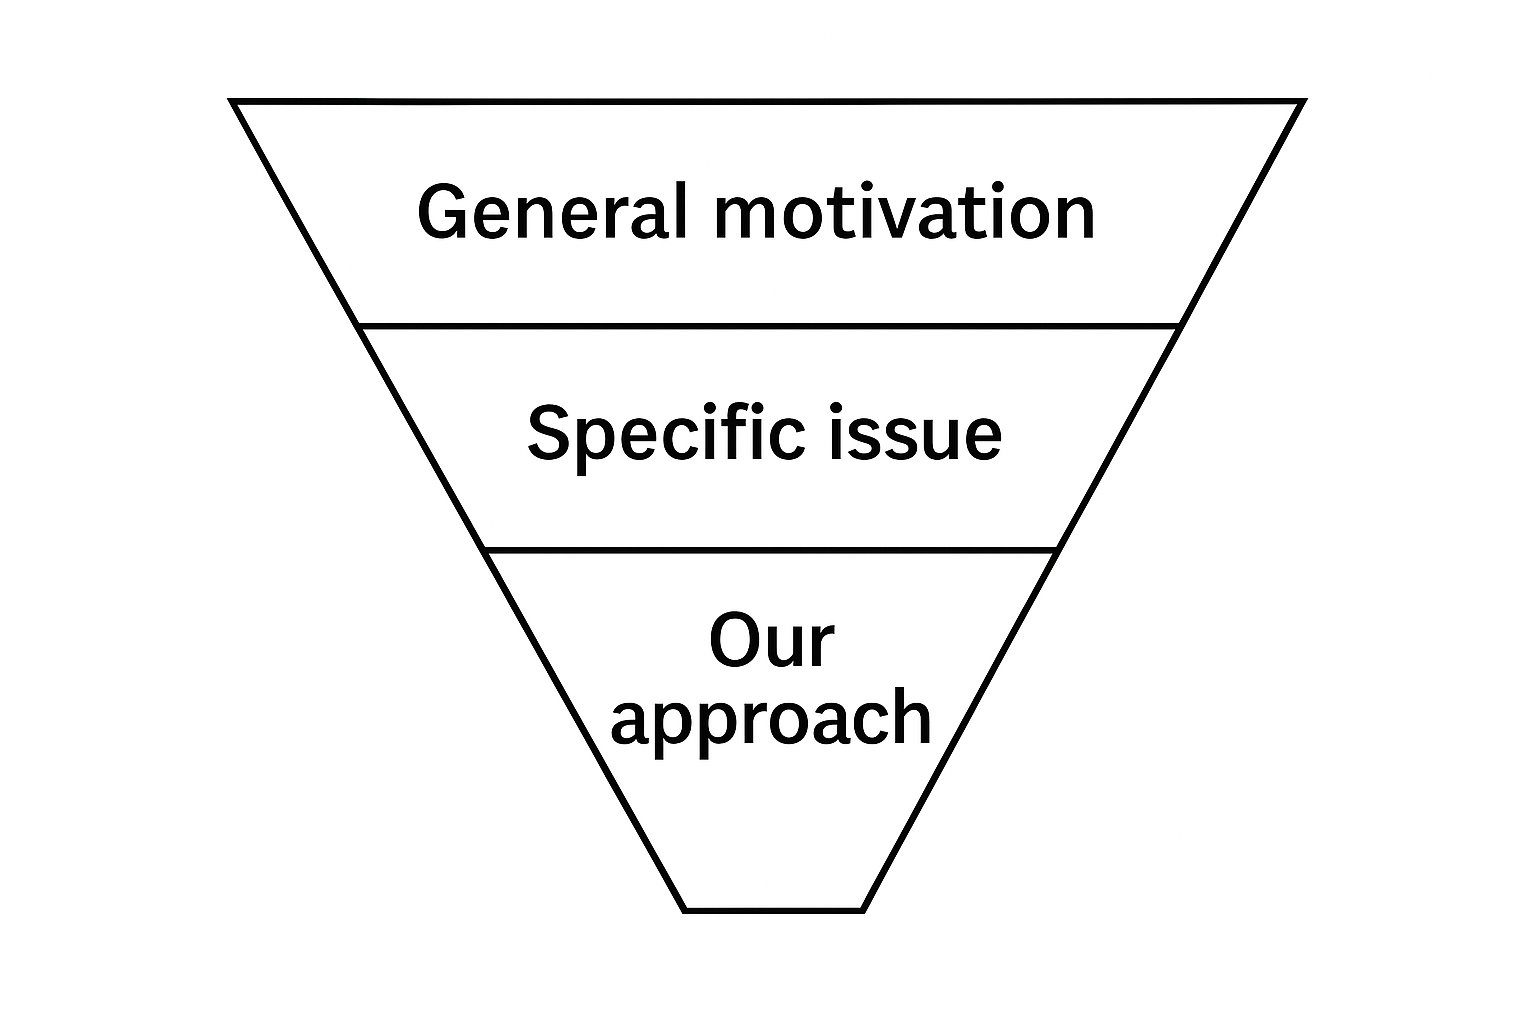 General motivation
Specific issue
Our
approach